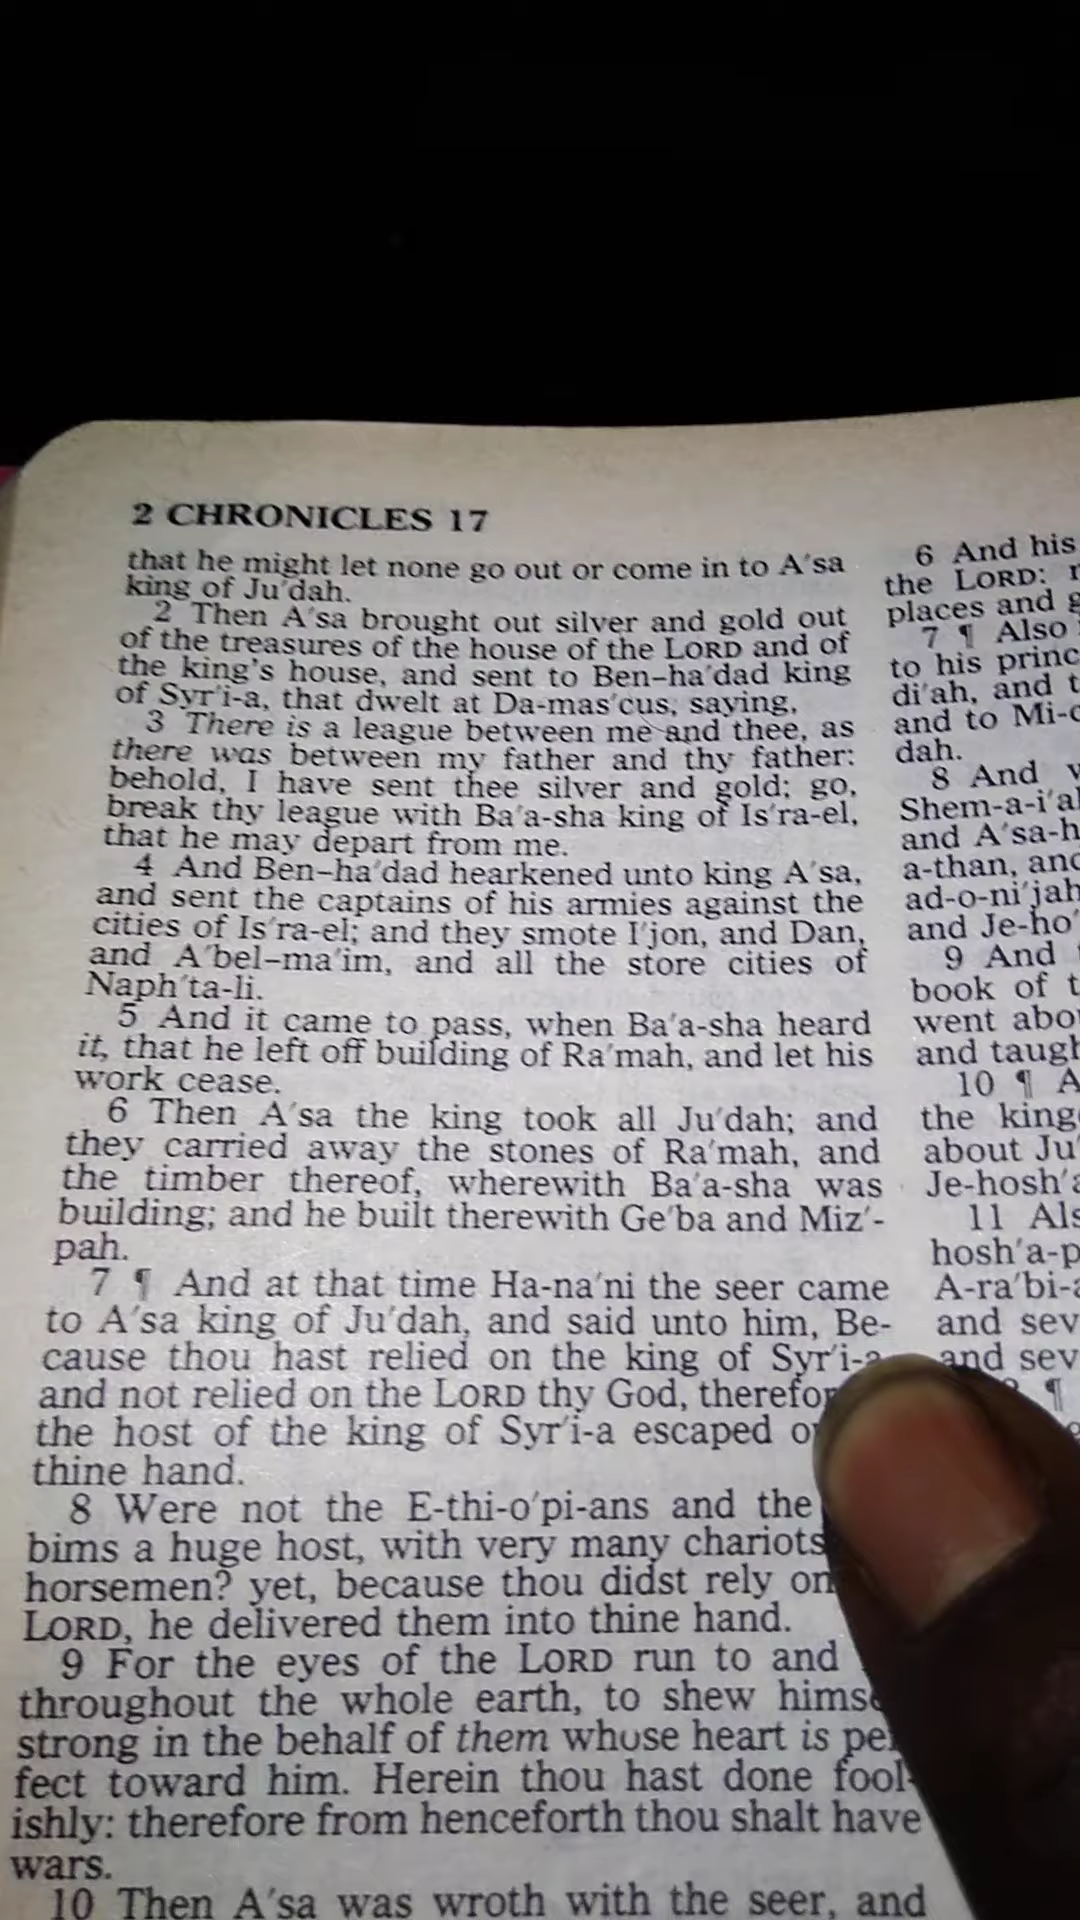 2 CHRONICLES 17
that he might let none go out or come in to A'sa
king of Ju'dah.
2 Then A'sa brought out silver and gold out
of the treasures of the house of the LORD and of
the king's house, and sent to Ben-ha'dad king
of Syr'i-a, that dwelt at Da-mas'cus, saying,
3 There is a league between me and thee, as
there was between my father and thy father:
behold, I have sent thee silver and gold; go,
break thy league with Ba'a-sha king of Is'ra-el,
that he may depart from me.
4 And Ben-ha'dad hearkened unto king A'sa,
and sent the captains of his armies against the
cities of Is'ra-el; and they smote I'jon, and Dan,
and A'bel-ma'im, and all the store cities of
Naph'ta-li.
5 And it came to pass, when Ba'a-sha heard
it, that he left off building of Ra'mah, and let his
work cease.
6 Then A'sa the king took all Ju'dah; and
they carried away the stones of Ra'mah, and
the timber thereof, wherewith Ba'a-sha was
building; and he built therewith Ge'ba and Miz'-
pah.
7 ¶ And at that time Ha-na'ni the seer came
to A'sa king of Ju'dah, and said unto him, Be-
cause thou hast relied on the king of Syr'i-a
and not relied on the LORD thy God, therefor
the host of the king of Syr'i-a escaped o
thine hand.
8 Were not the E-thi-o'pi-ans and the
bims a huge host, with very many chariots
horsemen? yet, because thou didst rely on
LORD, he delivered them into thine hand.
9 For the eyes of the LORD run to and
throughout the whole earth, to shew himse
strong in the behalf of them whose heart is per
fect toward him. Herein thou hast done fool-
ishly: therefore from henceforth thou shalt have
wars.
10 Then A'sa was wroth with the seer, and
6 And his
the LORD:
places and g
7 ¶ Also
to his princ
di'ah, and t
and to Mi-c
dah.
8 And
Shem-a-i'al
and A'sa-h
a-than, and
ad-o-ni'jah
and Je-ho'
9 And
book of t
went abou
and taugh
10 ¶ A
the king
about Ju'
Je-hosh'a
11 Als
hosh'a-p
A-ra'bi-a
and sev
and sev
¶